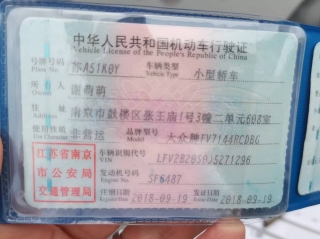 中华人民共和国机动车行驶证
Vehicle License of the People's Republic of China
号牌号码 苏A51K0Y 车辆类型 小型轿车
Plate No. Vehicle Type
所有人 谢
Owner
住 址 南京市鼓楼区张王庙1号3幢二单元608室
Address
使用性质 非营运 品牌型号 大众牌FV7144RCDBG
Use Character Model
江苏省南京
市公安局
交通管理局
车辆识别代号
VIN
发动机号码
Engine No.
注册日期 2018-09-19 发证日期 2018-09-19
Register Date Issue Date